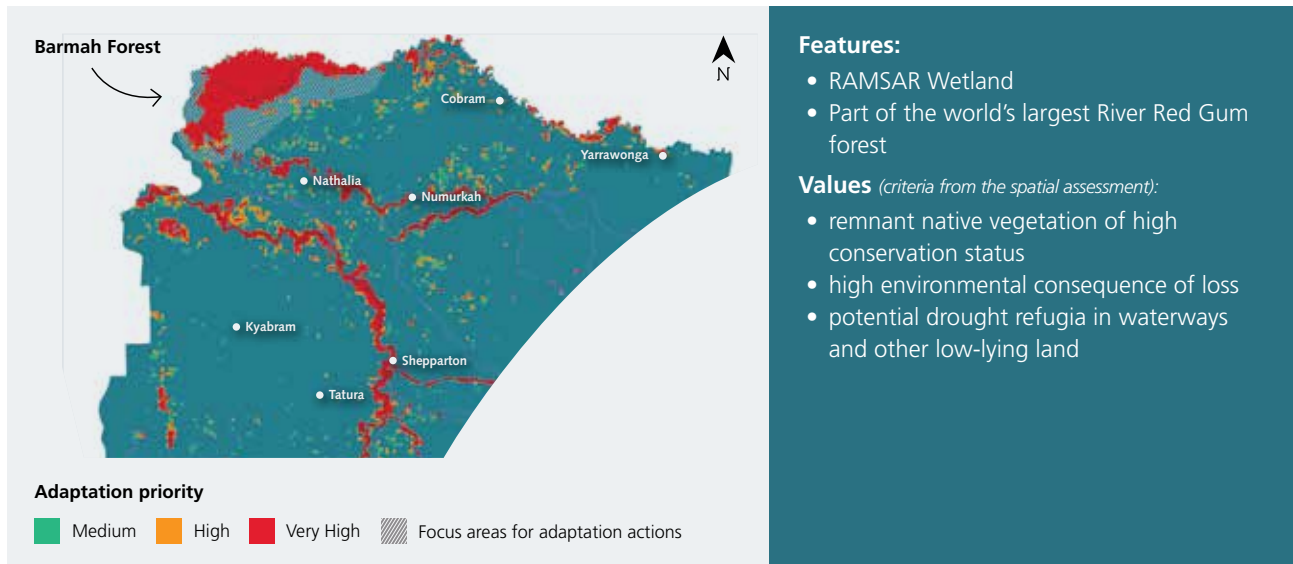 Barmah Forest
N
Cobram
Yarrawonga
Nathalia
Numurkah
Kyabram
Shepparton
Tatura
Adaptation priority
Medium
High
Very High
Focus areas for adaptation actions
Features:
• RAMSAR Wetland
• Part of the world’s largest River Red Gum
forest
Values (criteria from the spatial assessment):
• remnant native vegetation of high
conservation status
• high environmental consequence of loss
• potential drought refugia in waterways
and other low-lying land